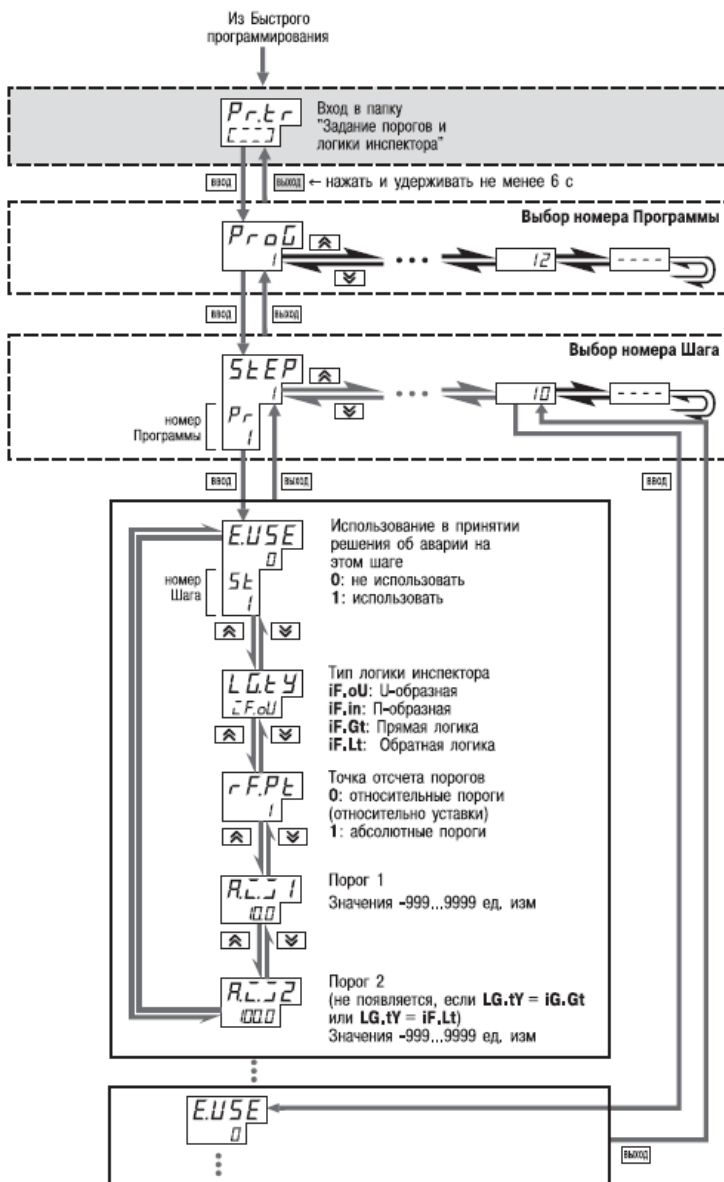 Из Быстрого
программирования
Pr.tr
[---]
Вход в папку
"Задание порогов и
логики инспектора"
ввод
выход ← нажать и удерживать не менее 6 с
Выбор номера Программы
ProG
1
...
12
----
ввод
выход
Выбор номера Шага
StEP
1
...
10
----
номер
Программы
Pr
1
ввод
выход
ввод
E.USE
0
Использование в принятии
решения об аварии на
этом шаге
0: не использовать
1: использовать
номер
Шага
St
1
LG.tY
iF.oU
Тип логики инспектора
iF.oU: U-образная
iF.in: П-образная
iF.Gt: Прямая логика
iF.Lt: Обратная логика
rF.Pt
1
Точка отсчета порогов
0: относительные пороги
(относительно уставки)
1: абсолютные пороги
10.0
Порог 1
Значения -999...9999 ед. изм
100.0
Порог 2
(не появляется, если LG.tY = iG.Gt
или LG.tY = iF.Lt)
Значения -999...9999 ед. изм
E.USE
0
выход